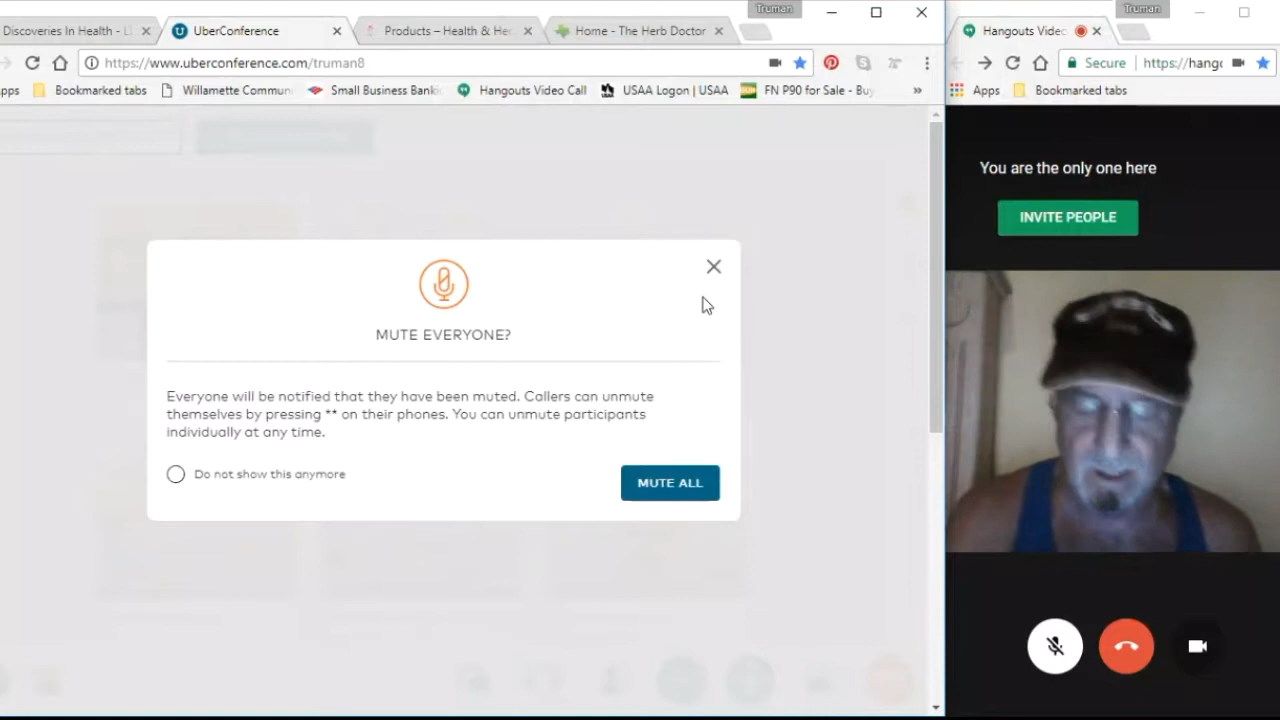 Truman
Truman
Discoveries In Health - L
UberConference
Products – Health & Her
Home - The Herb Doctor
Hangouts Video
https://www.uberconference.com/truman8
Secure
https://hang
pps
Bookmarked tabs
Willamette Commun
Small Business Banki
Hangouts Video Call
USAA Logon | USAA
FN P90 for Sale - Buy
»
Apps
Bookmarked tabs
You are the only one here
INVITE PEOPLE
MUTE EVERYONE?
Everyone will be notified that they have been muted. Callers can unmute
themselves by pressing ** on their phones. You can unmute participants
individually at any time.
Do not show this anymore
MUTE ALL